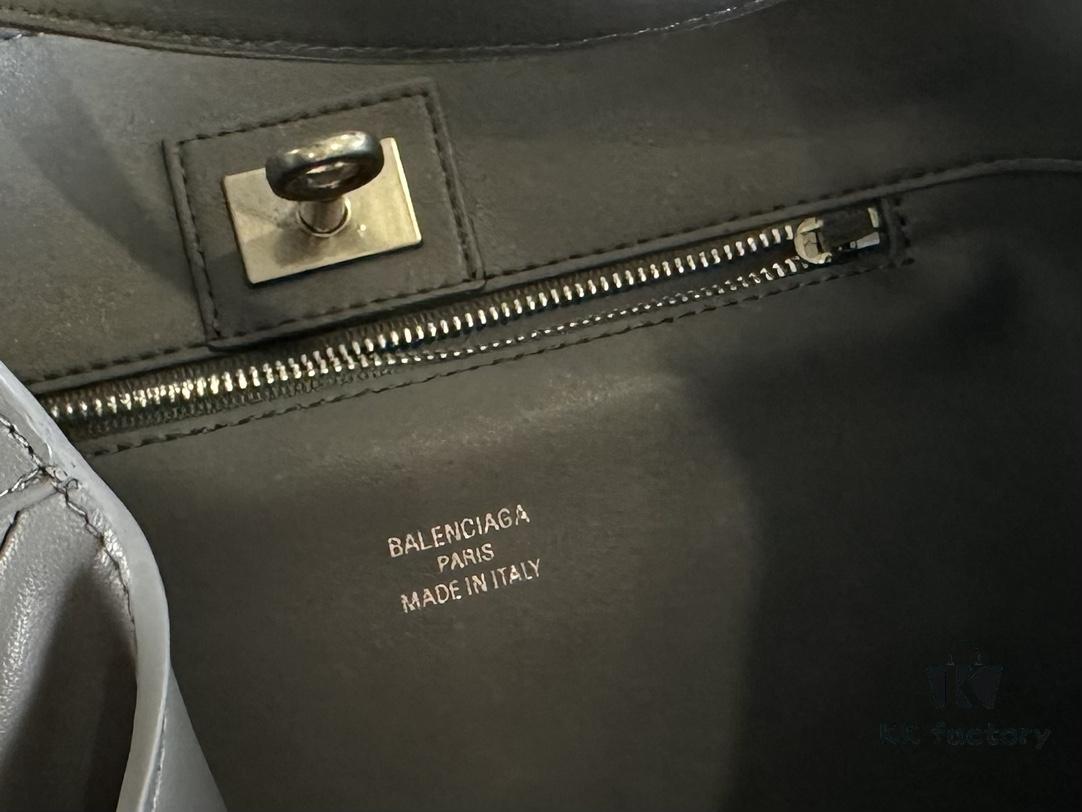 BALENCIAGA
PARIS
MADE IN ITALY
K
KK factory